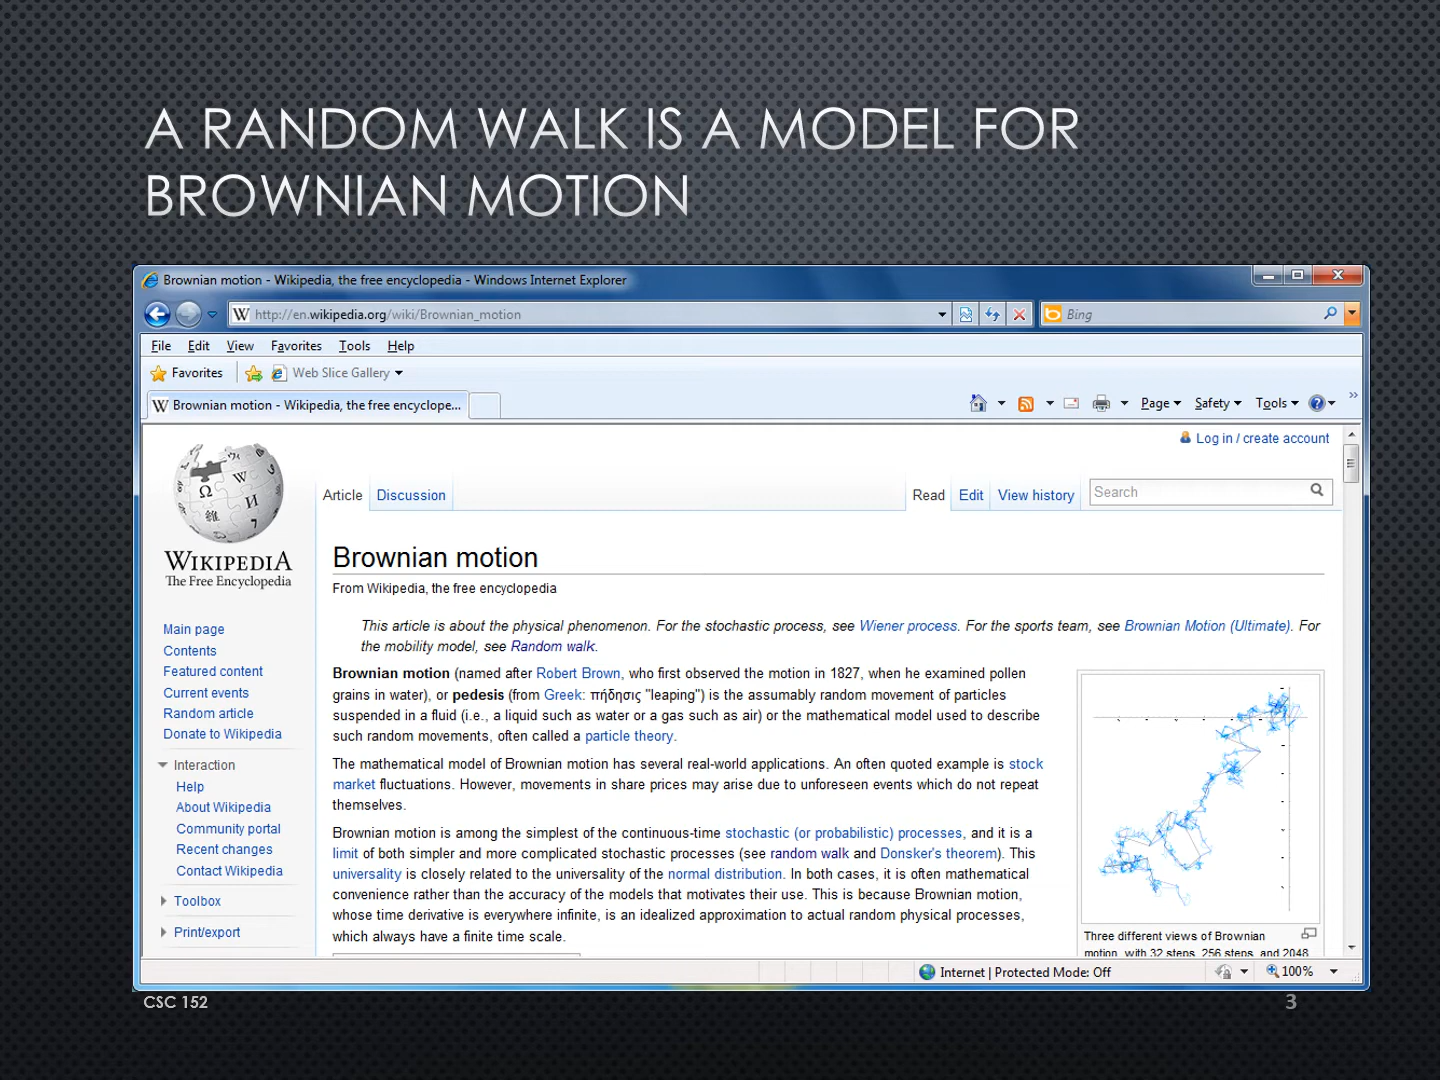 A RANDOM WALK IS A MODEL FOR
BROWNIAN MOTION
Brownian motion - Wikipedia, the free encyclopedia - Windows Internet Explorer
http://en.wikipedia.org/wiki/Brownian_motion
Bing
File Edit View Favorites Tools Help
Favorites Web Slice Gallery
Brownian motion - Wikipedia, the free encyclope...
Page Safety Tools
Log in / create account
Article Discussion Read Edit View history Search
WIKIPEDIA
The Free Encyclopedia
Main page
Contents
Featured content
Current events
Random article
Donate to Wikipedia
Interaction
Help
About Wikipedia
Community portal
Recent changes
Contact Wikipedia
Toolbox
Print/export
Brownian motion
From Wikipedia, the free encyclopedia
This article is about the physical phenomenon. For the stochastic process, see Wiener process. For the sports team, see Brownian Motion (Ultimate). For
the mobility model, see Random walk.
Brownian motion (named after Robert Brown, who first observed the motion in 1827, when he examined pollen
grains in water), or pedesis (from Greek: πήδησις "leaping") is the assumably random movement of particles
suspended in a fluid (i.e., a liquid such as water or a gas such as air) or the mathematical model used to describe
such random movements, often called a particle theory.
The mathematical model of Brownian motion has several real-world applications. An often quoted example is stock
market fluctuations. However, movements in share prices may arise due to unforeseen events which do not repeat
themselves.
Brownian motion is among the simplest of the continuous-time stochastic (or probabilistic) processes, and it is a
limit of both simpler and more complicated stochastic processes (see random walk and Donsker's theorem). This
universality is closely related to the universality of the normal distribution. In both cases, it is often mathematical
convenience rather than the accuracy of the models that motivates their use. This is because Brownian motion,
whose time derivative is everywhere infinite, is an idealized approximation to actual random physical processes,
which always have a finite time scale.
Three different views of Brownian
motion, with 32 steps, 256 steps, and 2048
Internet | Protected Mode: Off
100%
CSC 152
3